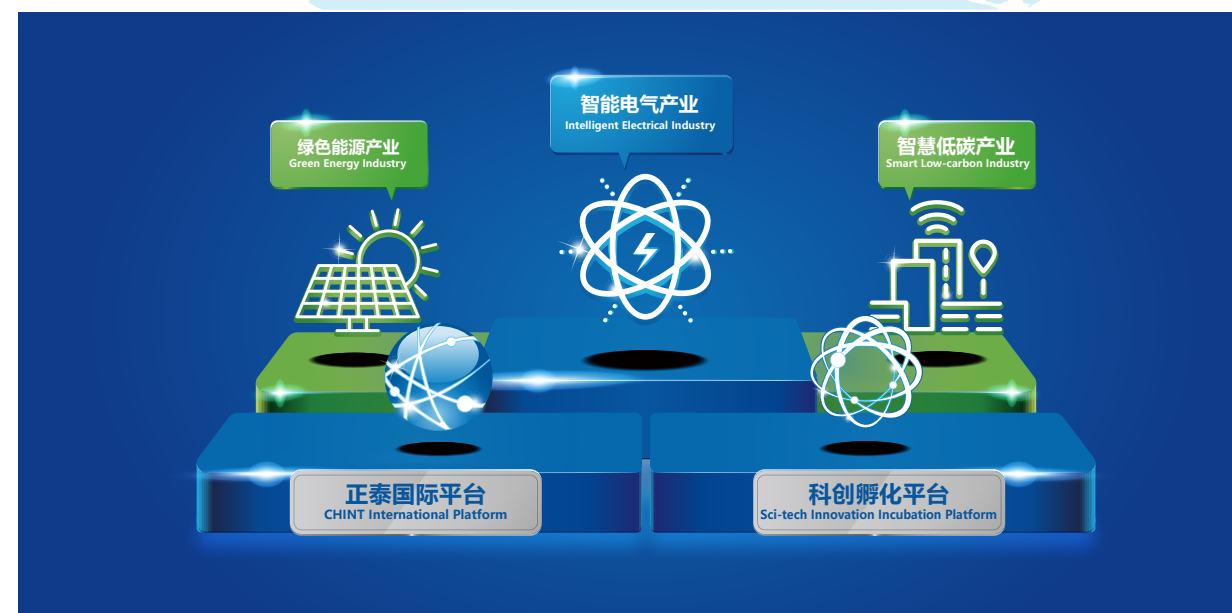 智能电气产业
Intelligent Electrical Industry
绿色能源产业
Green Energy Industry
智慧低碳产业
Smart Low-carbon Industry
正泰国际平台
CHINT International Platform
科创孵化平台
Sci-tech Innovation Incubation Platform